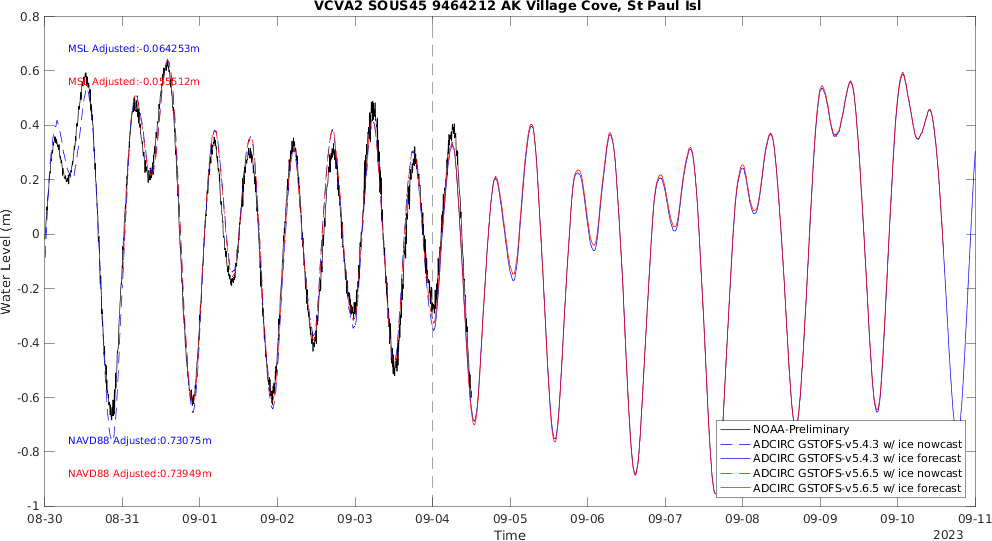 VCVA2 SOUS45 9464212 AK Village Cove, St Paul Isl
MSL Adjusted:-0.064253m
MSL Adjusted:-0.055512m
NAVD88 Adjusted:0.73075m
NAVD88 Adjusted:0.73949m
Water Level (m)
0.8
0.6
0.4
0.2
0
-0.2
-0.4
-0.6
-0.8
-1
NOAA-Preliminary
ADCIRC GSTOFS-v5.4.3 w/ ice nowcast
ADCIRC GSTOFS-v5.4.3 w/ ice forecast
ADCIRC GSTOFS-v5.6.5 w/ ice nowcast
ADCIRC GSTOFS-v5.6.5 w/ ice forecast
08-30 08-31 09-01 09-02 09-03 09-04 09-05 09-06 09-07 09-08 09-09 09-10 09-11
Time
2023